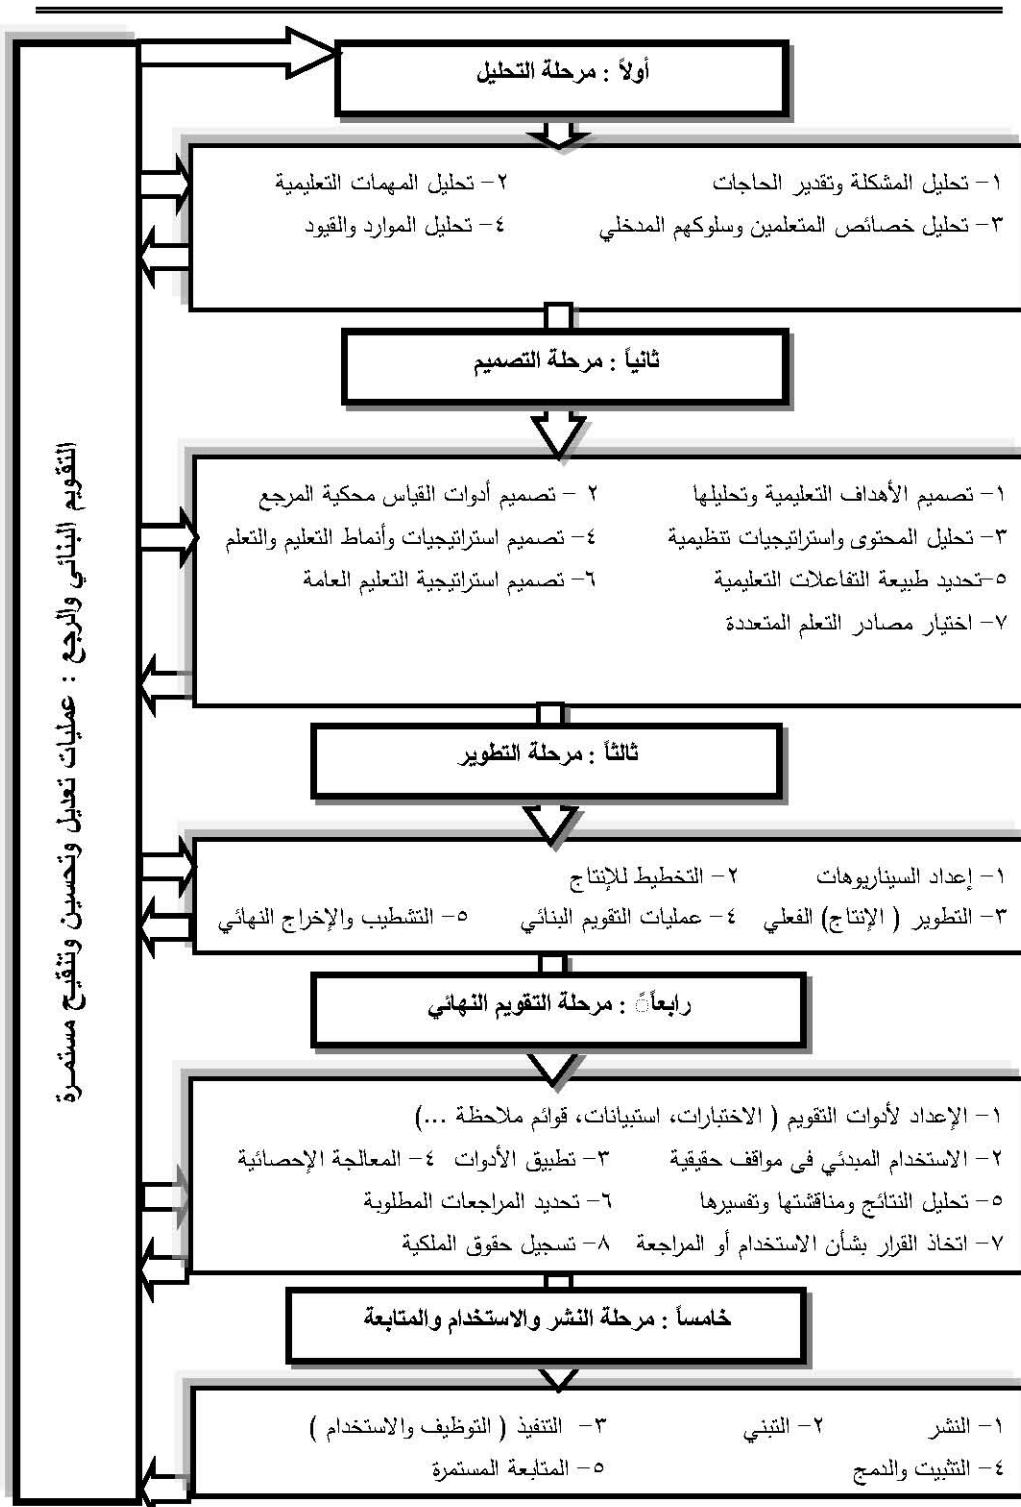 أولاً : مرحلة التحليل
١- تحليل المشكلة وتقدير الحاجات ٢- تحليل المهمات التعليمية
٣- تحليل خصائص المتعلمين وسلوكهم المدخلي ٤- تحليل الموارد والقيود
ثانياً : مرحلة التصميم
١- تصميم الأهداف التعليمية وتحليلها ٢ - تصميم أدوات القياس محكية المرجع
٣- تحليل المحتوى واستراتيجيات تنظيمية ٤- تصميم استراتيجيات وأنماط التعليم والتعلم
٥-تحديد طبيعة التفاعلات التعليمية ٦- تصميم استراتيجية التعليم العامة
٧- اختيار مصادر التعلم المتعددة
ثالثاً : مرحلة التطوير
١- إعداد السيناريوهات ٢- التخطيط للإنتاج
٣- التطوير ( الإنتاج) الفعلي ٤- عمليات التقويم البنائي ٥- التشطيب والإخراج النهائي
رابعاً ً : مرحلة التقويم النهائي
١- الإعداد لأدوات التقويم ( الاختبارات، استبيانات، قوائم ملاحظة ...)
٢- الاستخدام المبدئي فى مواقف حقيقية ٣- تطبيق الأدوات ٤- المعالجة الإحصائية
٥- تحليل النتائج ومناقشتها وتفسيرها ٦- تحديد المراجعات المطلوبة
٧- اتخاذ القرار بشأن الاستخدام أو المراجعة ٨- تسجيل حقوق الملكية
خامساً : مرحلة النشر والاستخدام والمتابعة
١- النشر ٢- التبني ٣- التنفيذ ( التوظيف والاستخدام )
٤- التثبيت والدمج ٥- المتابعة المستمرة
التقويم البنائي والرجع : عمليات تعديل وتحسين وتنقيح مستمـرة